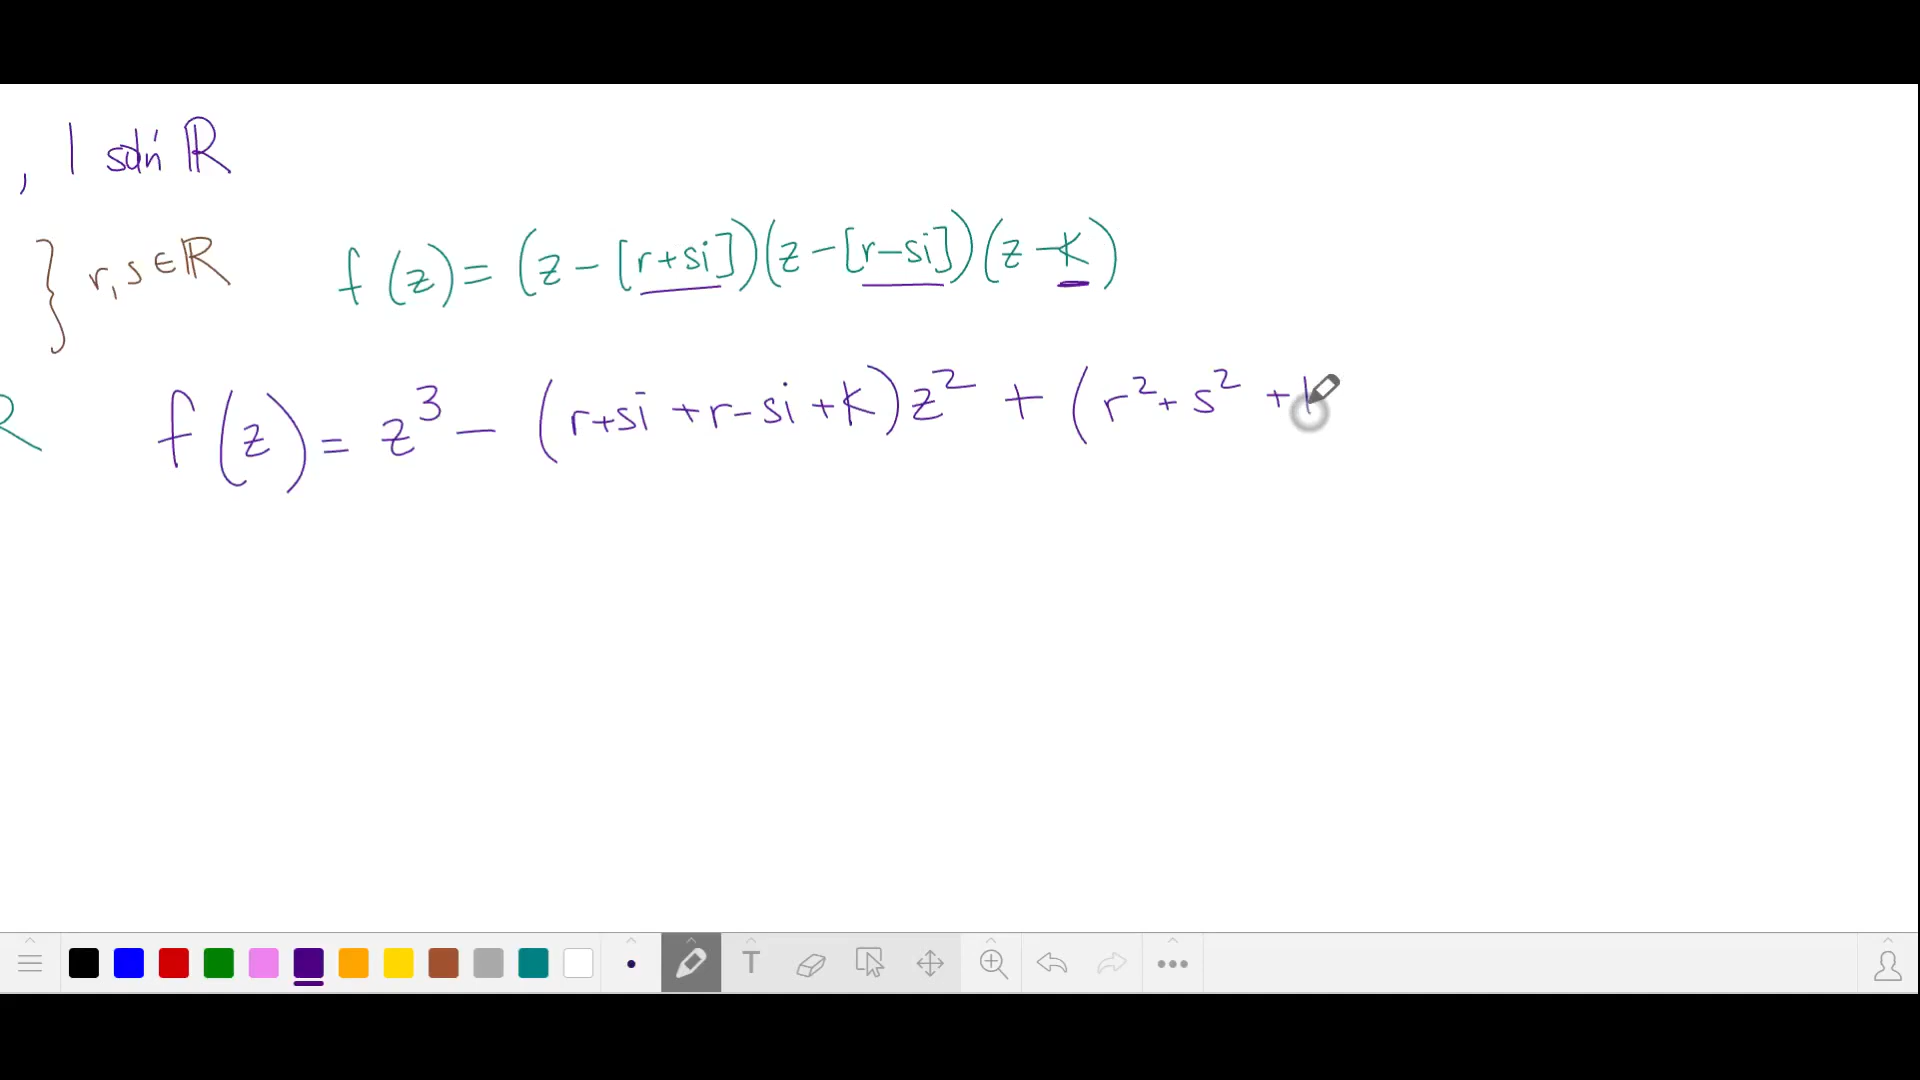 , 1 sdn ℝ
} r, s ∈ ℝ
f(z) = (z - [r+si])(z - [r-si])(z - k)
f(z) = z³ - (r+si + r-si + k)z² + (r² + s² +
T